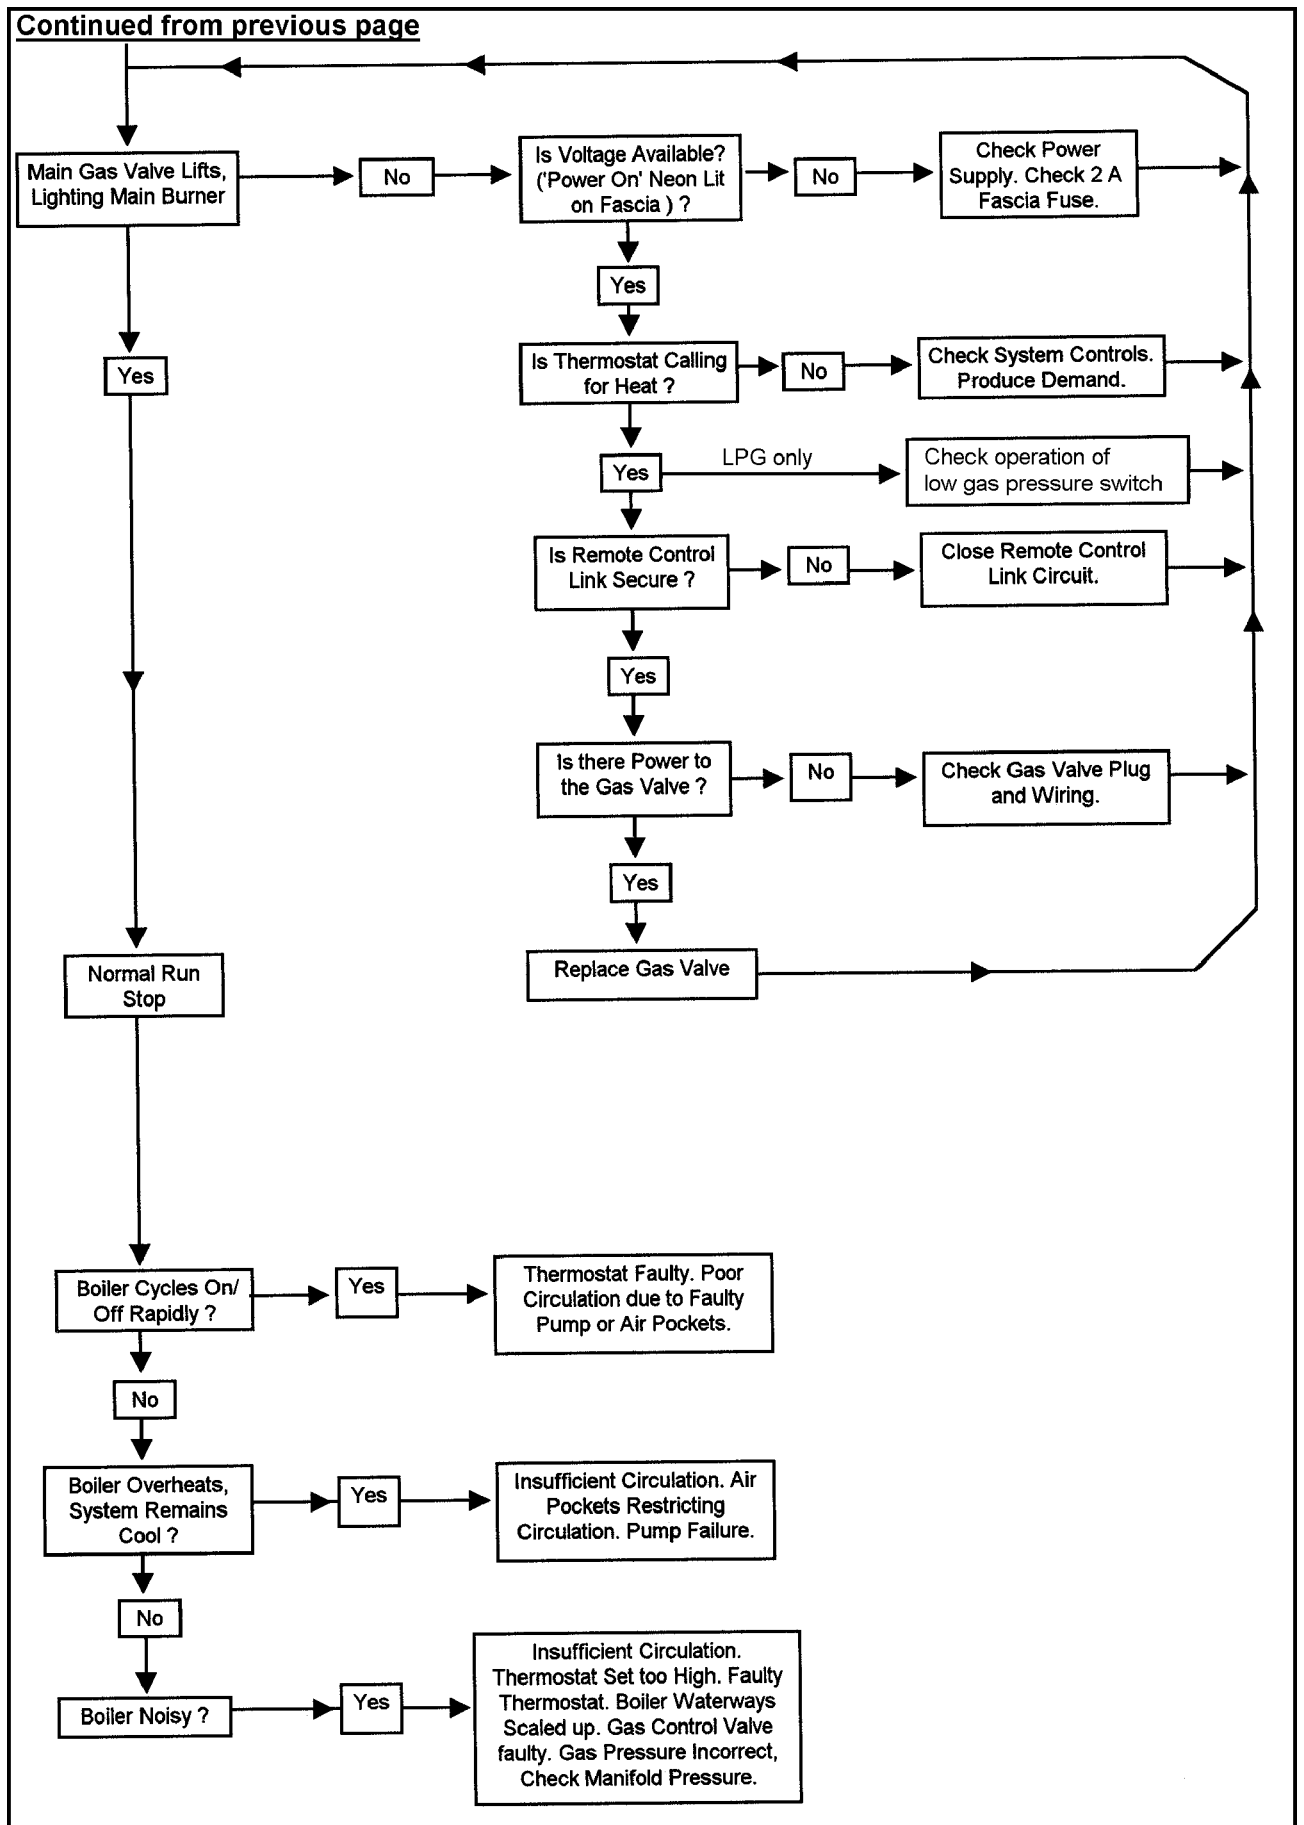 Continued from previous page
Main Gas Valve Lifts,
Lighting Main Burner
No
Is Voltage Available?
('Power On' Neon Lit
on Fascia ) ?
No
Check Power
Supply. Check 2 A
Fascia Fuse.
Yes
Yes
Is Thermostat Calling
for Heat ?
No
Check System Controls.
Produce Demand.
Yes
LPG only
Check operation of
low gas pressure switch
Is Remote Control
Link Secure ?
No
Close Remote Control
Link Circuit.
Yes
Is there Power to
the Gas Valve ?
No
Check Gas Valve Plug
and Wiring.
Yes
Replace Gas Valve
Normal Run
Stop
Boiler Cycles On/
Off Rapidly ?
Yes
Thermostat Faulty. Poor
Circulation due to Faulty
Pump or Air Pockets.
No
Boiler Overheats,
System Remains
Cool ?
Yes
Insufficient Circulation. Air
Pockets Restricting
Circulation. Pump Failure.
No
Boiler Noisy ?
Yes
Insufficient Circulation.
Thermostat Set too High. Faulty
Thermostat. Boiler Waterways
Scaled up. Gas Control Valve
faulty. Gas Pressure Incorrect,
Check Manifold Pressure.